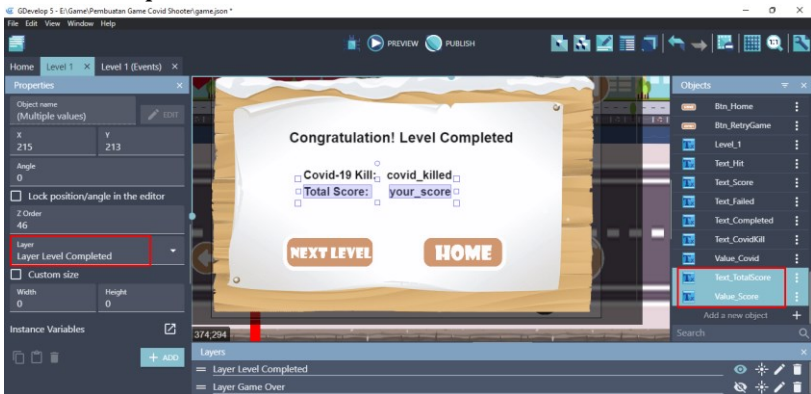 GDevelop 5 - E:\Game\Pembuatan Game Covid Shooter\game.json *
File Edit View Window Help
PREVIEW PUBLISH
Home Level 1 × Level 1 (Events) ×
Properties ×
Object name
(Multiple values)
EDIT
X Y
215 213
Angle
0
Lock position/angle in the editor
Z Order
46
Layer
Layer Level Completed
Custom size
Width Height
0 0
Instance Variables
+ ADD
Congratulation! Level Completed
Covid-19 Kill: covid_killed
Total Score: your_score
NEXT LEVEL HOME
374;294
Layers ×
Layer Level Completed
Layer Game Over
Objects ×
Btn_Home
Btn_RetryGame
Level_1
Text_Hit
Text_Score
Text_Failed
Text_Completed
Text_CovidKill
Value_Covid
Text_TotalScore
Value_Score
Add a new object +
Search